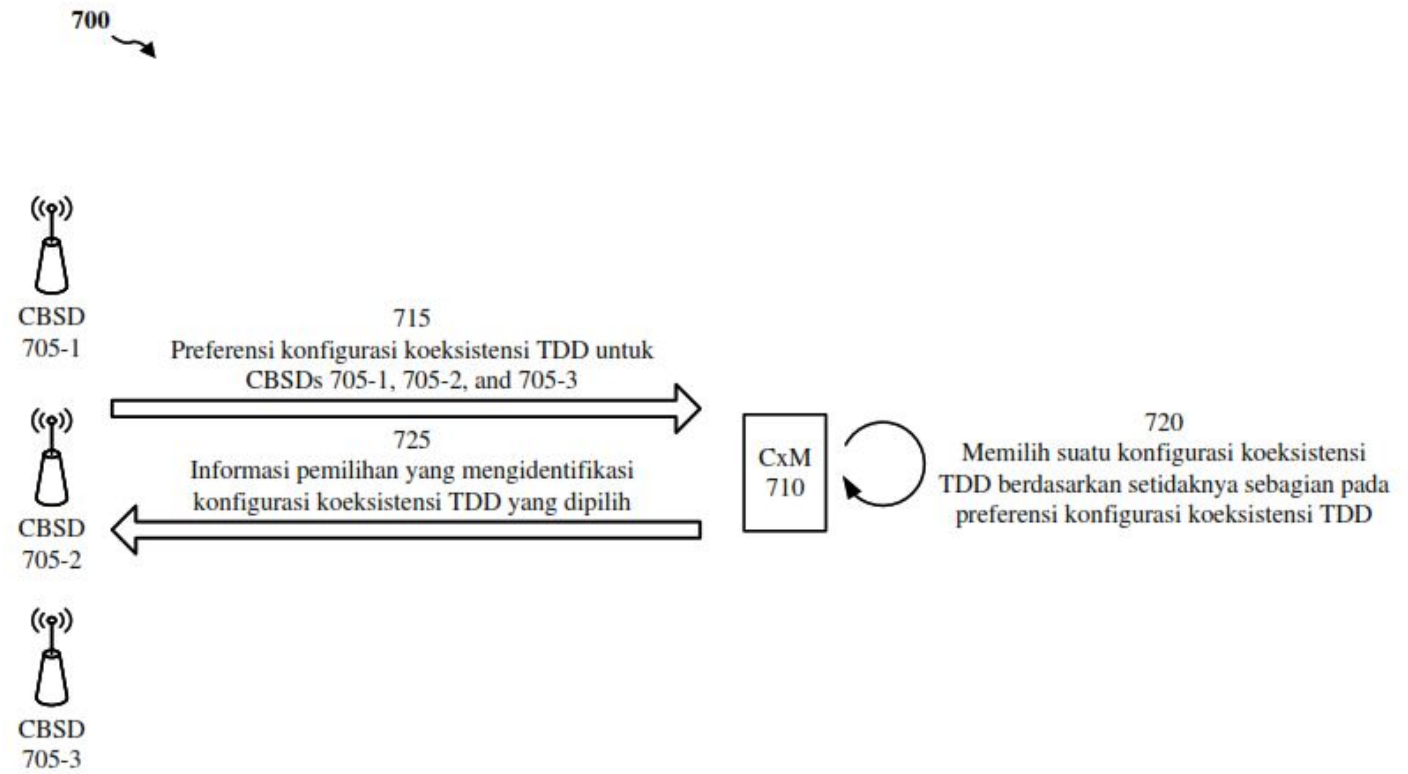 700
CBSD
705-1
715
Preferensi konfigurasi koeksistensi TDD untuk
CBSDs 705-1, 705-2, and 705-3
725
Informasi pemilihan yang mengidentifikasi
konfigurasi koeksistensi TDD yang dipilih
CBSD
705-2
CxM
710
720
Memilih suatu konfigurasi koeksistensi
TDD berdasarkan setidaknya sebagian pada
preferensi konfigurasi koeksistensi TDD
CBSD
705-3